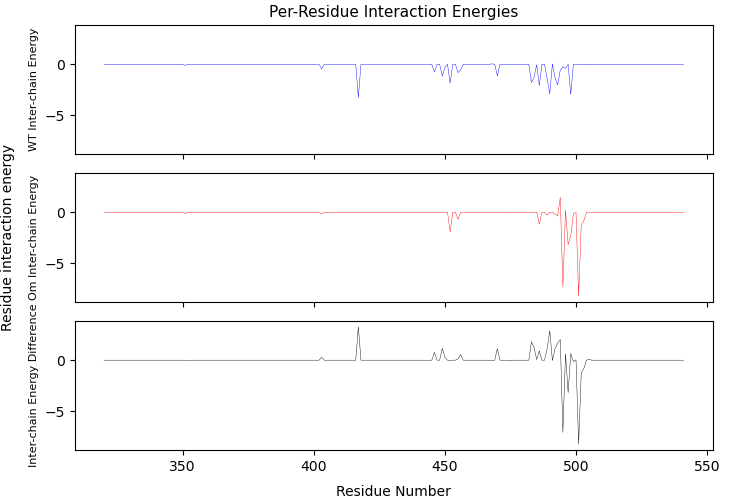 Per-Residue Interaction Energies
Residue interaction energy
WT Inter-chain Energy
0
−5
Om Inter-chain Energy
0
−5
Inter-chain Energy Difference
0
−5
350
400
450
500
550
Residue Number